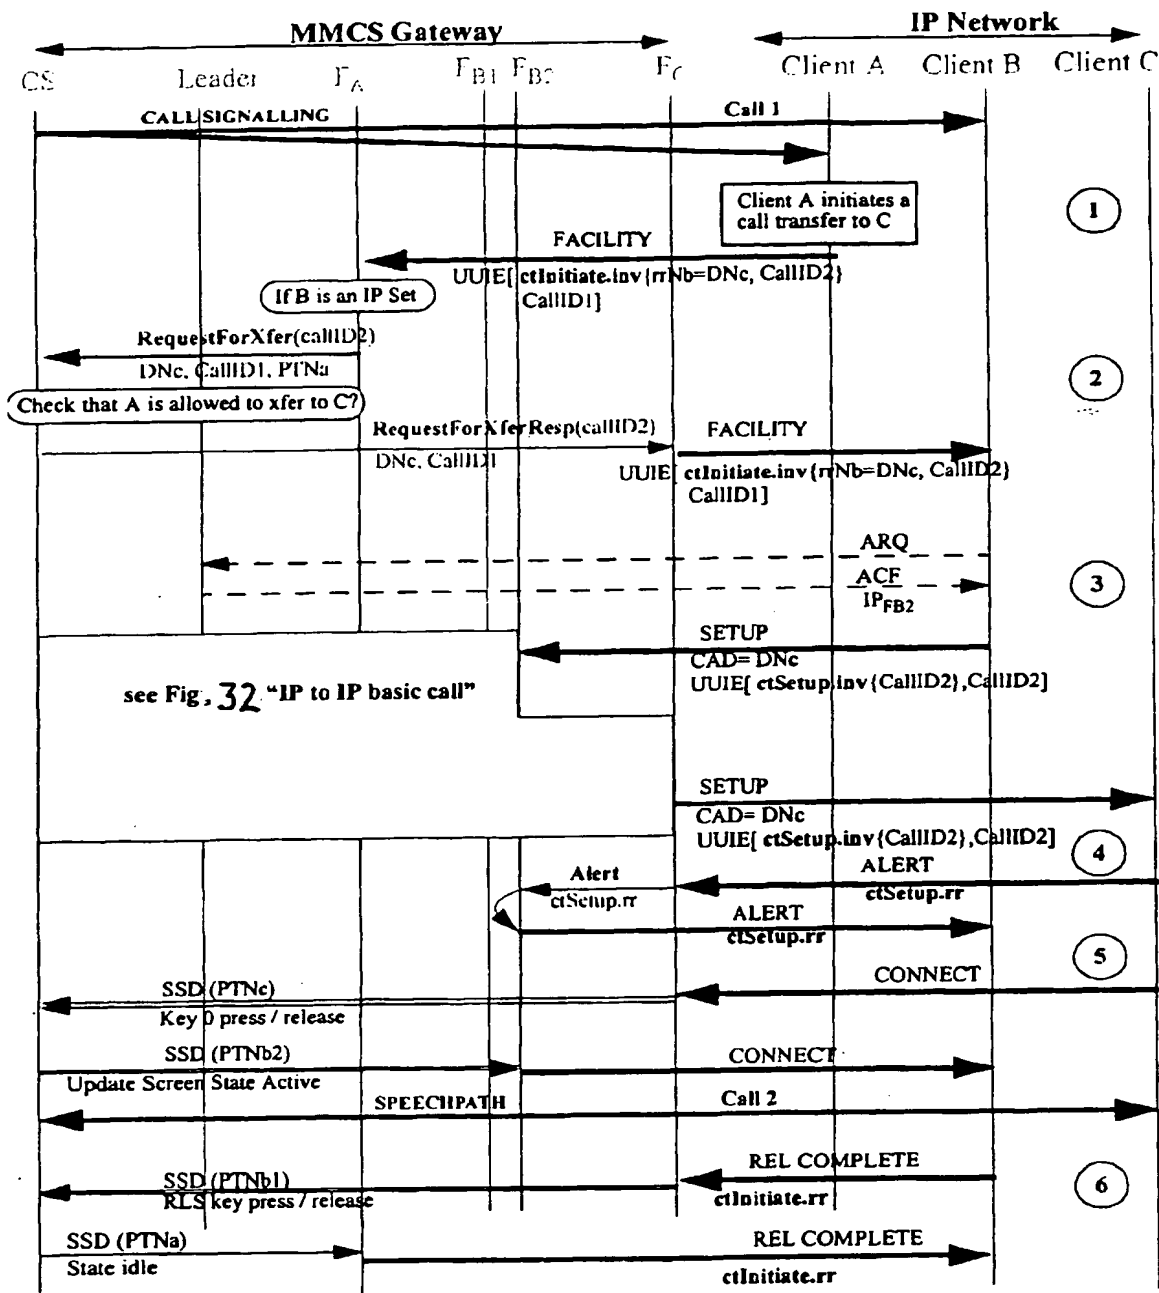 MMCS Gateway
IP Network
CS
Leader
FA
FB1
FB2
FC
Client A
Client B
Client C
CALL SIGNALLING
Call 1
Client A initiates a
call transfer to C
1
FACILITY
UUIE[ ctInitiate.inv{rrNb=DNc, CallID2}
CallID1]
If B is an IP Set
RequestForXfer(callID2)
DNc, CallID1, PTNa
2
Check that A is allowed to xfer to C?
RequestForXferResp(callID2)
DNc, CallID1
FACILITY
UUIE[ ctInitiate.inv{rrNb=DNc, CallID2}
CallID1]
ARQ
ACF
IPFB2
3
SETUP
CAD= DNc
UUIE[ ctSetup.inv{CallID2},CallID2]
see Fig. 32 "IP to IP basic call"
SETUP
CAD= DNc
UUIE[ ctSetup.inv{CallID2},CallID2]
4
ALERT
ctSetup.rr
Alert
ctSetup.rr
ALERT
ctSetup.rr
5
CONNECT
SSD (PTNc)
Key 0 press / release
SSD (PTNb2)
Update Screen State Active
CONNECT
SPEECHPATH
Call 2
REL COMPLETE
ctInitiate.rr
6
SSD (PTNb1)
RLS key press / release
SSD (PTNa)
State idle
REL COMPLETE
ctInitiate.rr